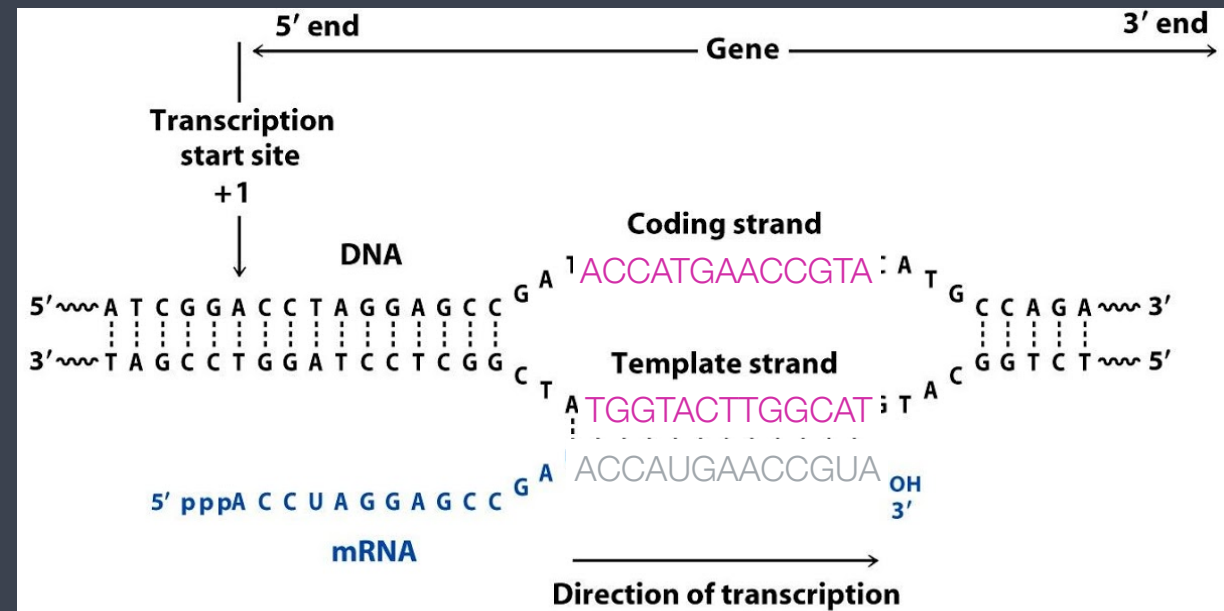 5′ end
3′ end
Gene
Transcription
start site
+1
DNA
Coding strand
G A ACCATGAACCGTA A T G
5′ A T C G G A C C T A G G A G C C C C A G A 3′
3′ T A G C C T G G A T C C T C G G G G T C T 5′
Template strand
C T A TGGTACTTGGCAT T A C
ACCAUGAACCGUA
5′ pppA C C U A G G A G C C G A
OH
3′
mRNA
Direction of transcription